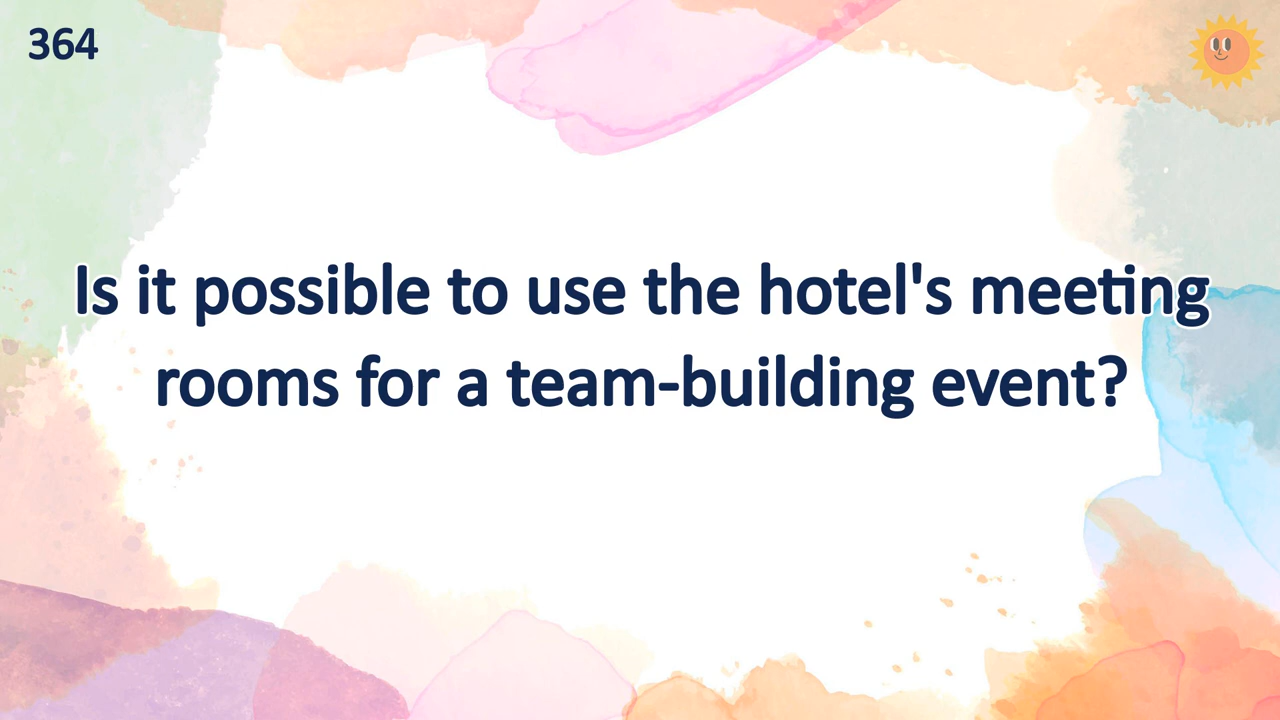 364
Is it possible to use the hotel's meeting
rooms for a team-building event?